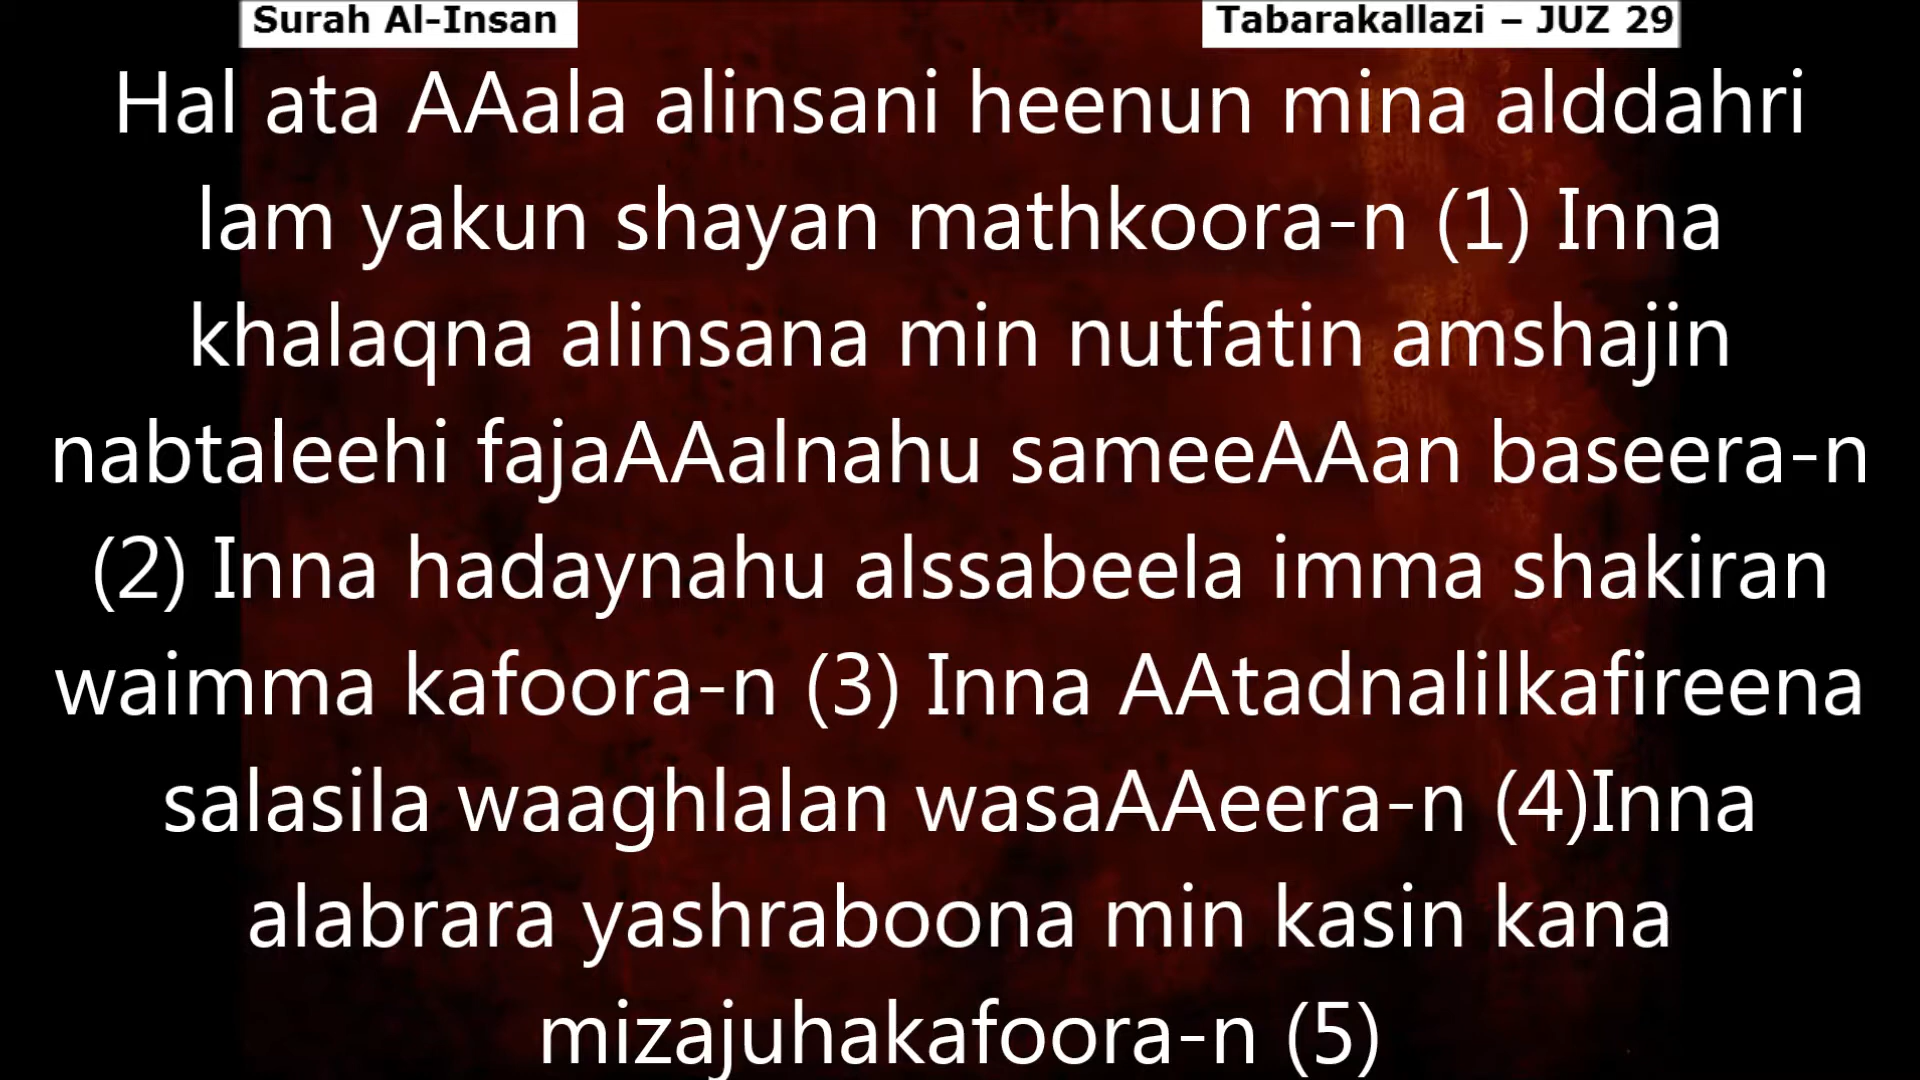 Surah Al-Insan
Tabarakallazi – JUZ 29
Hal ata AAala alinsani heenun mina alddahri
lam yakun shayan mathkoora-n (1) Inna
khalaqna alinsana min nutfatin amshajin
nabtaleehi fajaAAalnahu sameeAAan baseera-n
(2) Inna hadaynahu alssabeela imma shakiran
waimma kafoora-n (3) Inna AAtadnalilkafireena
salasila waaghlalan wasaAAeera-n (4)Inna
alabrara yashraboona min kasin kana
mizajuhakafoora-n (5)